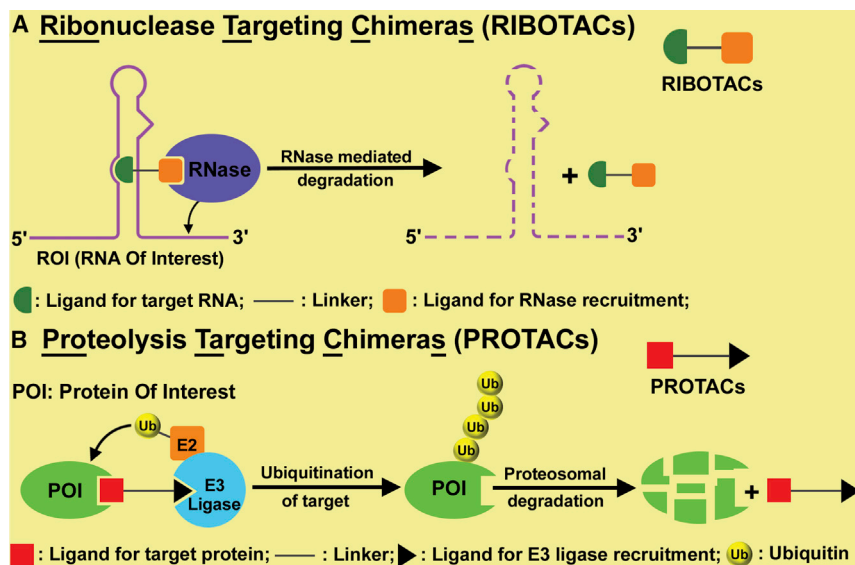 A Ribonuclease Targeting Chimeras (RIBOTACs)
RIBOTACs
RNase
RNase mediated
degradation
+
5' 3'
ROI (RNA Of Interest)
5' 3'
: Ligand for target RNA; : Linker; : Ligand for RNase recruitment;
B Proteolysis Targeting Chimeras (PROTACs)
PROTACs
POI: Protein Of Interest
Ub
E2
POI
E3
Ligase
Ubiquitination
of target
Ub
Ub
Ub
Ub
POI
Proteosomal
degradation
+
: Ligand for target protein; : Linker; : Ligand for E3 ligase recruitment; Ub : Ubiquitin